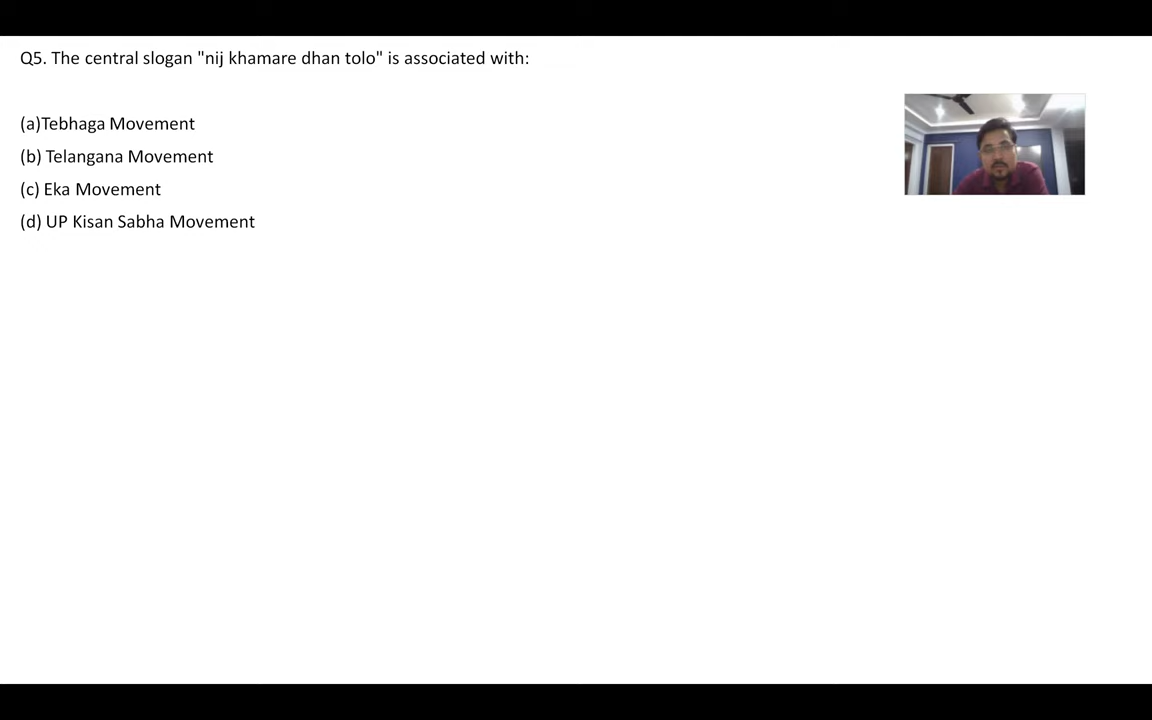 Q5. The central slogan "nij khamare dhan tolo" is associated with:
(a)Tebhaga Movement
(b) Telangana Movement
(c) Eka Movement
(d) UP Kisan Sabha Movement